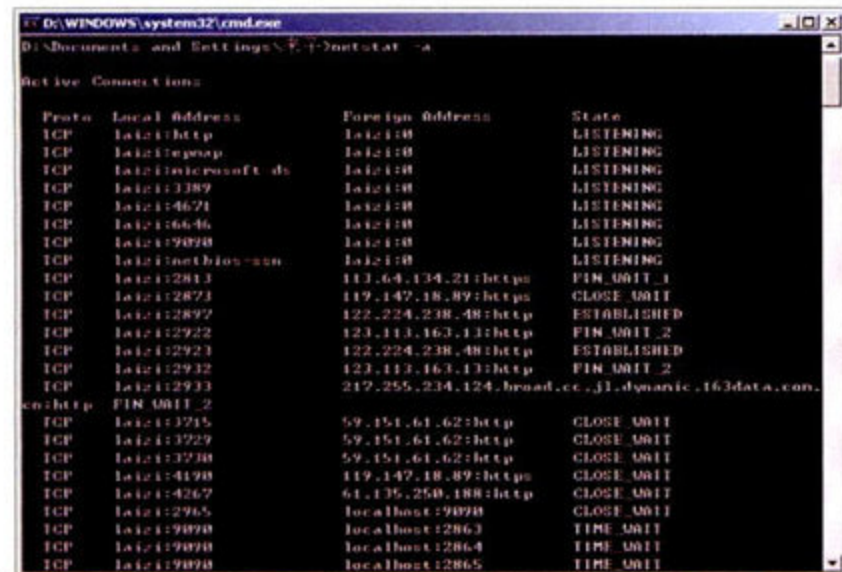 D:\WINDOWS\system32\cmd.exe
D:\Documents and Settings\ >netstat -a
Active Connections
Proto Local Address Foreign Address State
TCP laizi:http laizi:0 LISTENING
TCP laizi:epmap laizi:0 LISTENING
TCP laizi:microsoft-ds laizi:0 LISTENING
TCP laizi:3389 laizi:0 LISTENING
TCP laizi:4671 laizi:0 LISTENING
TCP laizi:6646 laizi:0 LISTENING
TCP laizi:9090 laizi:0 LISTENING
TCP laizi:netbios-ssn laizi:0 LISTENING
TCP laizi:2813 113.64.134.21:https FIN_WAIT_1
TCP laizi:2873 119.147.18.89:https CLOSE_WAIT
TCP laizi:2897 122.224.238.48:http ESTABLISHED
TCP laizi:2922 123.113.163.13:http FIN_WAIT_2
TCP laizi:2923 122.224.238.48:http ESTABLISHED
TCP laizi:2932 123.113.163.13:http FIN_WAIT_2
TCP laizi:2933 217.255.234.124.broad.cc.jl.dynamic.163data.com.
cn:http FIN_WAIT_2
TCP laizi:3715 59.151.61.62:http CLOSE_WAIT
TCP laizi:3729 59.151.61.62:http CLOSE_WAIT
TCP laizi:3730 59.151.61.62:http CLOSE_WAIT
TCP laizi:4190 119.147.18.89:https CLOSE_WAIT
TCP laizi:4267 61.135.250.188:http CLOSE_WAIT
TCP laizi:2965 localhost:9090 CLOSE_WAIT
TCP laizi:9090 localhost:2863 TIME_WAIT
TCP laizi:9090 localhost:2864 TIME_WAIT
TCP laizi:9090 localhost:2865 TIME_WAIT